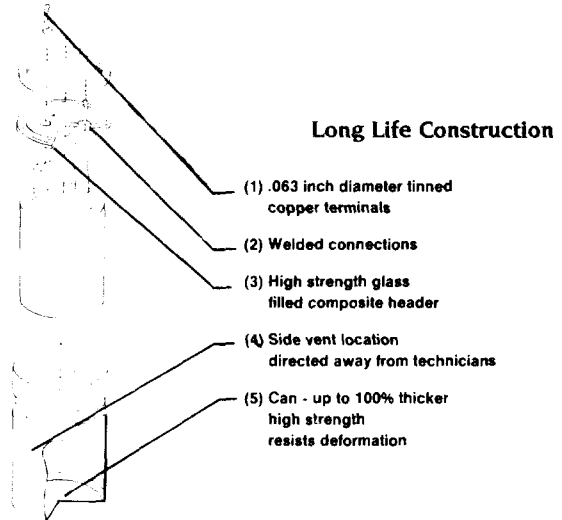 Long Life Construction
(1) .063 inch diameter tinned
copper terminals
(2) Welded connections
(3) High strength glass
filled composite header
(4) Side vent location
directed away from technicians
(5) Can - up to 100% thicker
high strength
resists deformation